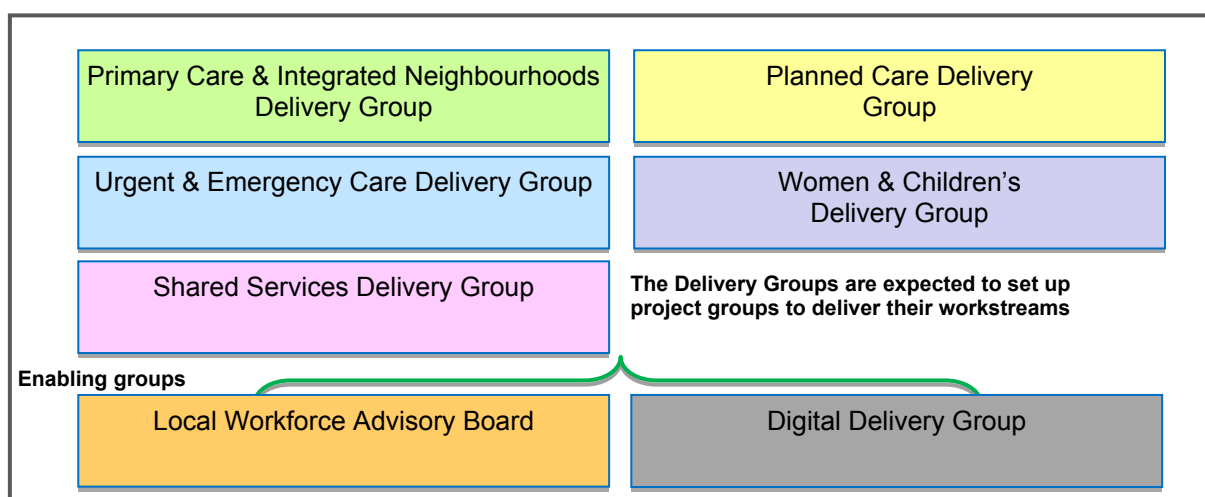 Primary Care & Integrated Neighbourhoods
Delivery Group
Planned Care Delivery
Group
Urgent & Emergency Care Delivery Group
Women & Children’s
Delivery Group
Shared Services Delivery Group
The Delivery Groups are expected to set up
project groups to deliver their workstreams
Enabling groups
Local Workforce Advisory Board
Digital Delivery Group